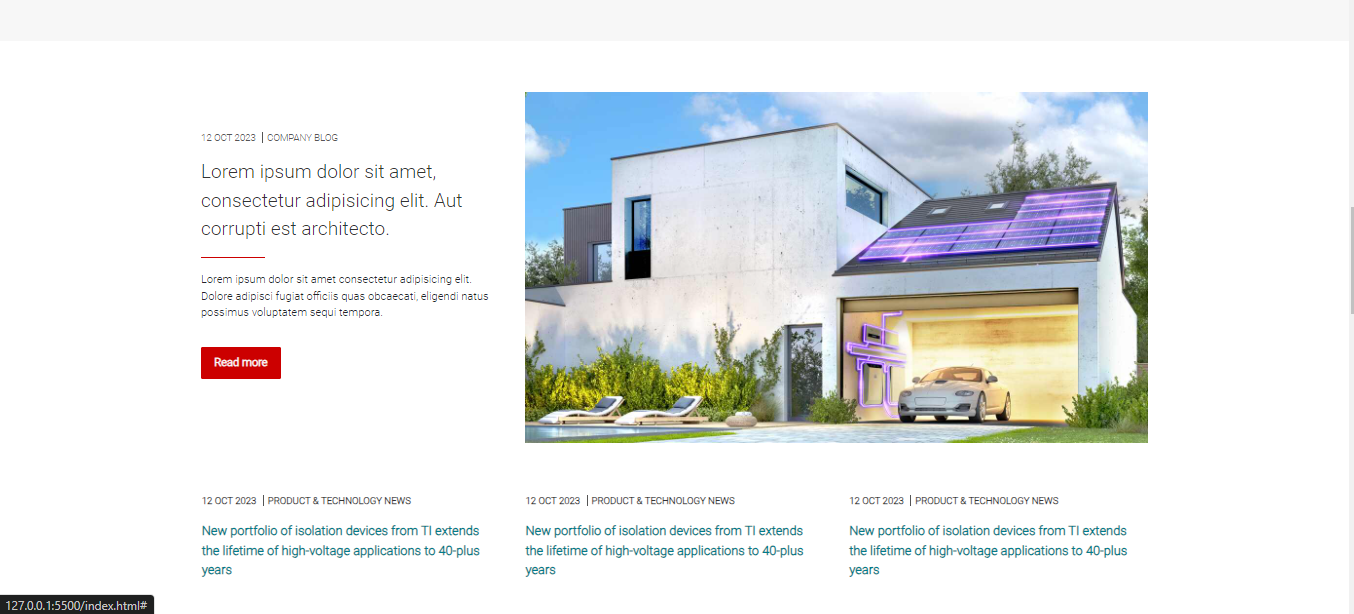 12 OCT 2023 | COMPANY BLOG
Lorem ipsum dolor sit amet,
consectetur adipisicing elit. Aut
corrupti est architecto.
Lorem ipsum dolor sit amet consectetur adipisicing elit.
Dolore adipisci fugiat officiis quas obcaecati, eligendi natus
possimus voluptatem sequi tempora.
Read more
12 OCT 2023 | PRODUCT & TECHNOLOGY NEWS
New portfolio of isolation devices from TI extends
the lifetime of high-voltage applications to 40-plus
years
12 OCT 2023 | PRODUCT & TECHNOLOGY NEWS
New portfolio of isolation devices from TI extends
the lifetime of high-voltage applications to 40-plus
years
12 OCT 2023 | PRODUCT & TECHNOLOGY NEWS
New portfolio of isolation devices from TI extends
the lifetime of high-voltage applications to 40-plus
years
127.0.0.1:5500/index.html#